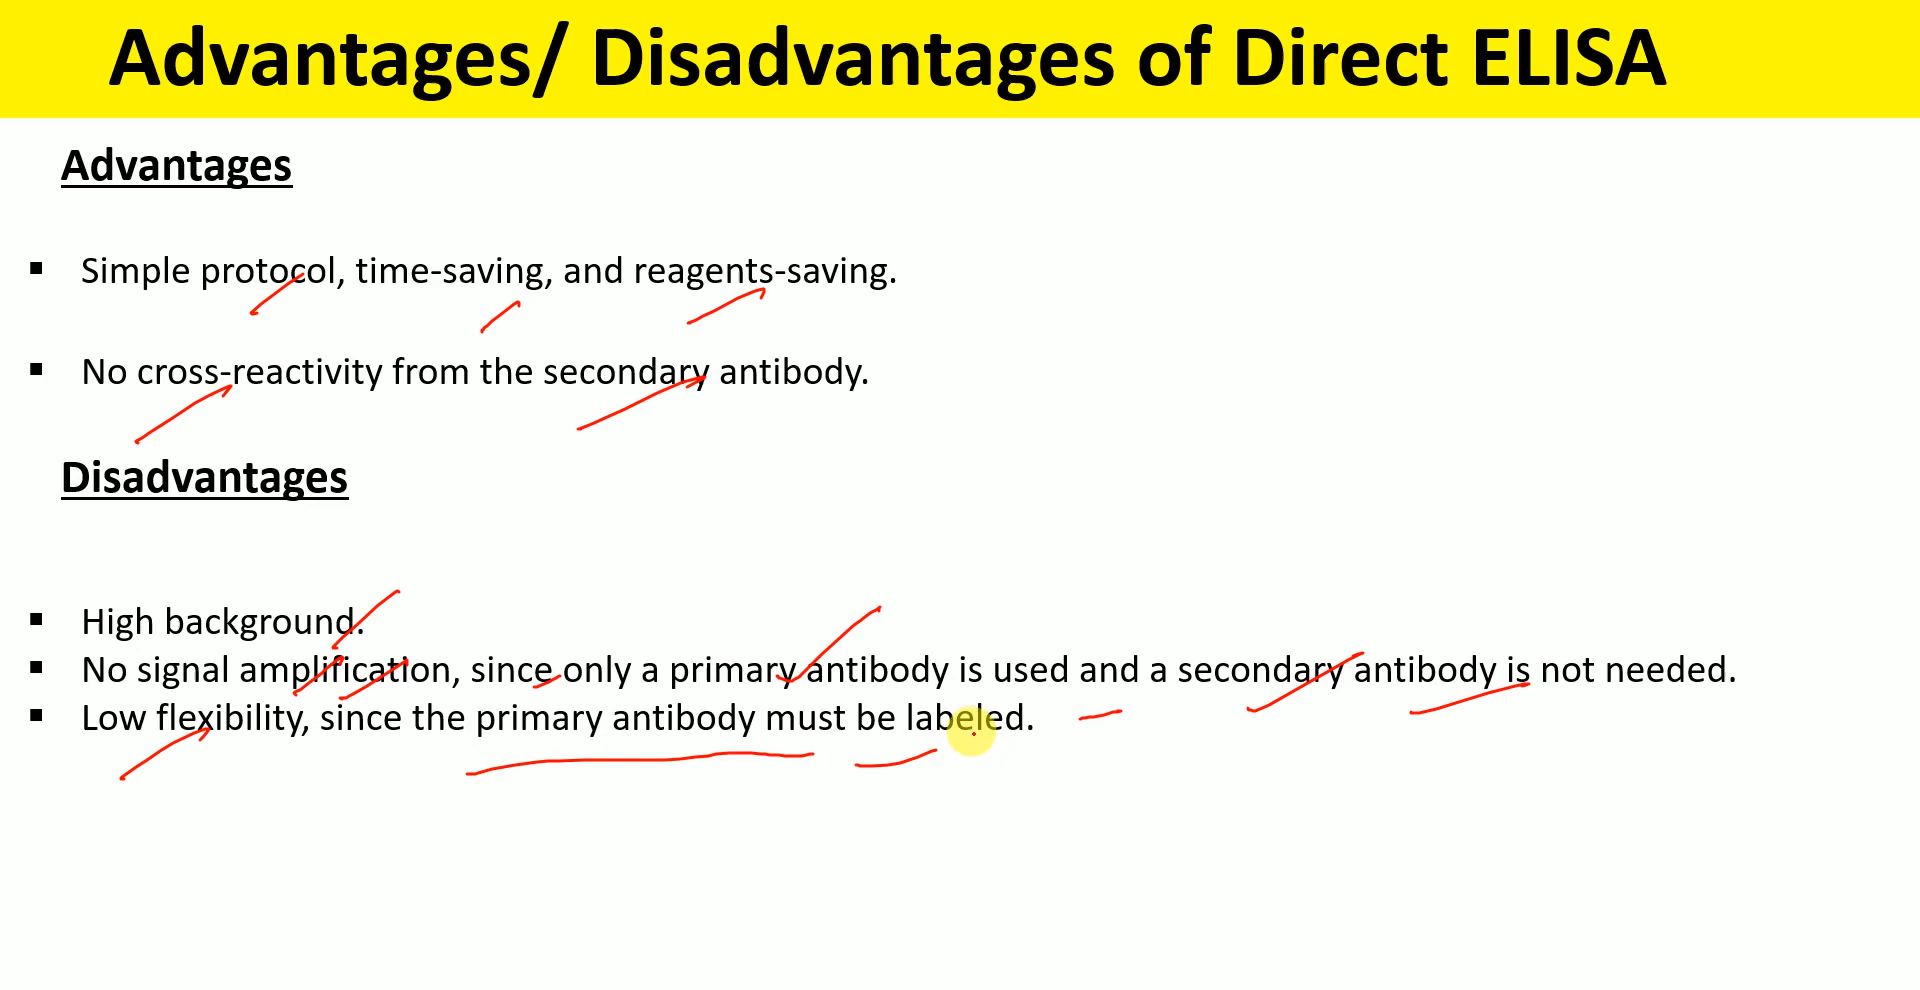 Advantages/ Disadvantages of Direct ELISA
Advantages
▪ Simple protocol, time-saving, and reagents-saving.
▪ No cross-reactivity from the secondary antibody.
Disadvantages
▪ High background.
▪ No signal amplification, since only a primary antibody is used and a secondary antibody is not needed.
▪ Low flexibility, since the primary antibody must be labeled.